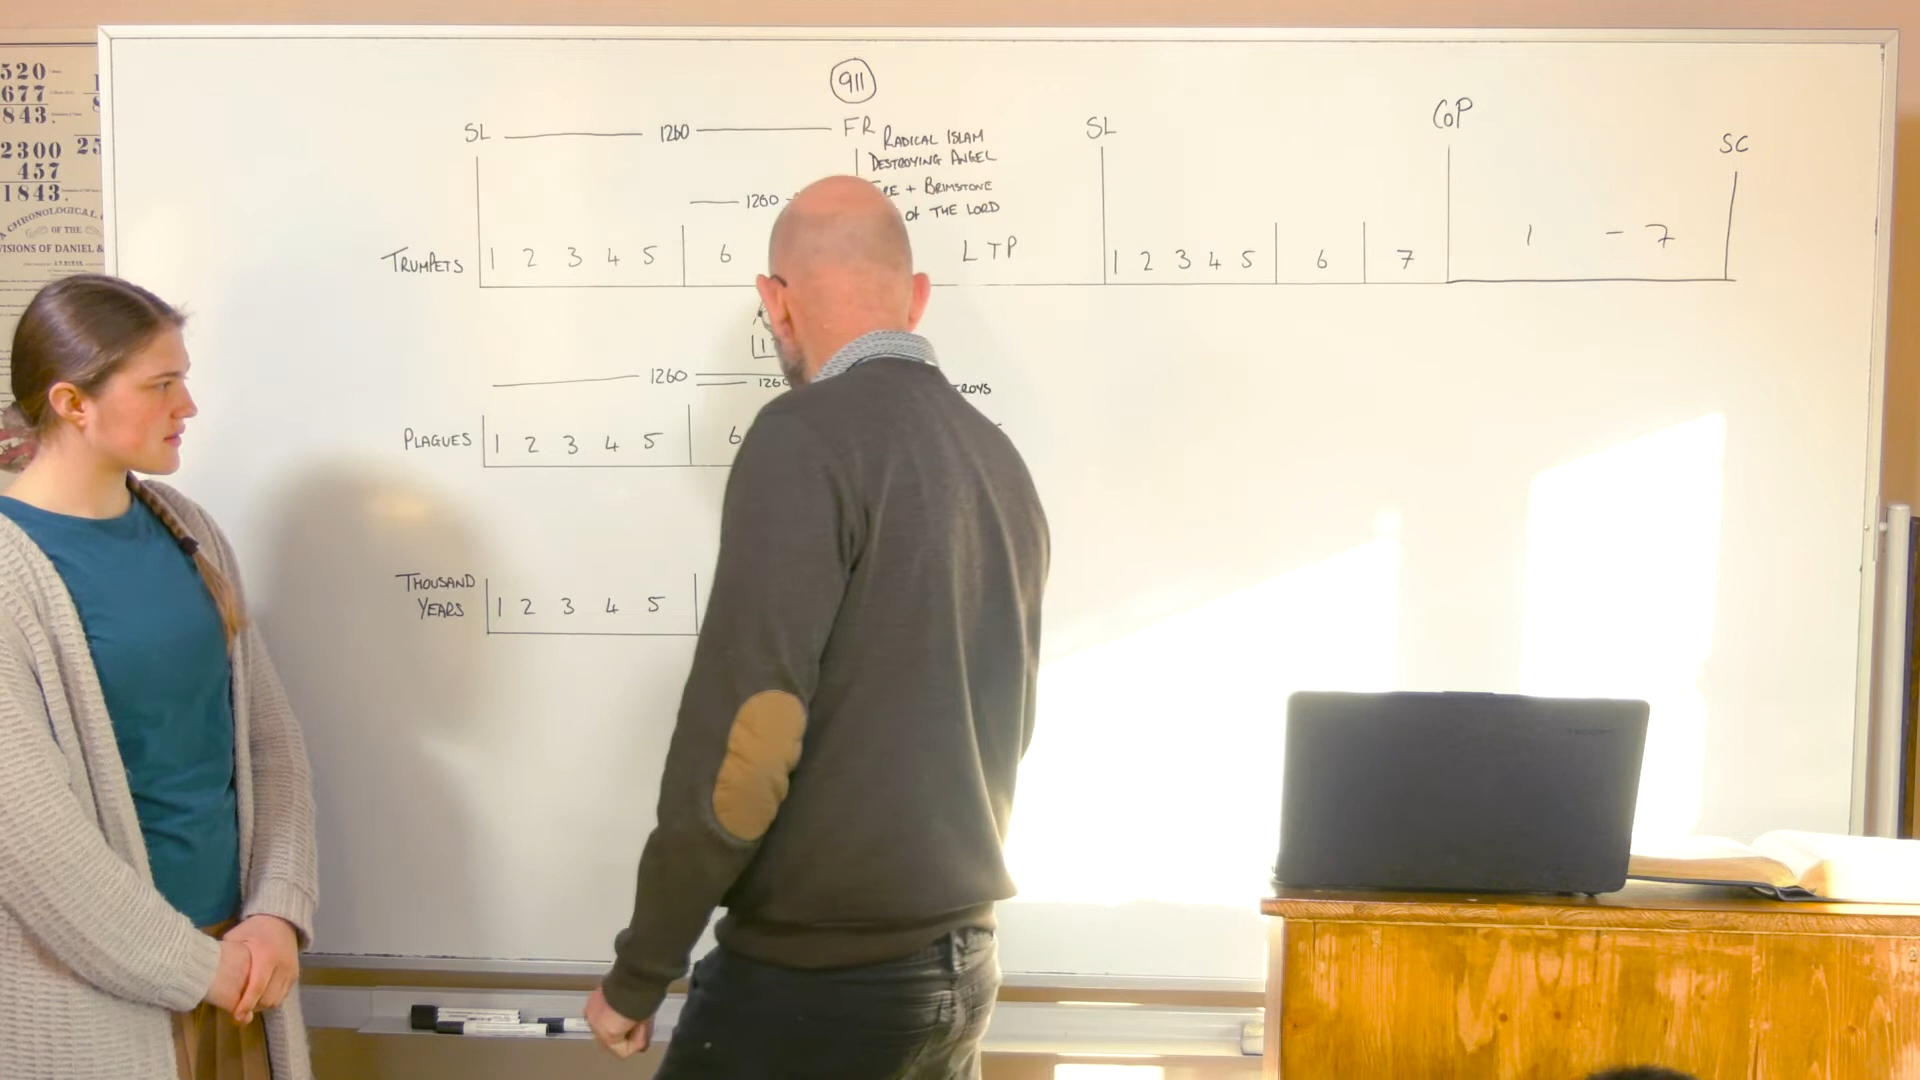 520
677
1843.
2300
457
1843.
A CHRONOLOGICAL
OF THE
VISIONS OF DANIEL &
911
SL 1260 FR
RADICAL ISLAM
DESTROYING ANGEL
+ BRIMSTONE
of THE LORD
1260
TRUMPETS 1 2 3 4 5 6
LTP
SL
CoP
SC
1 2 3 4 5 6 7
1 - 7
1260
1260
PLAGUES 1 2 3 4 5 6
THOUSAND
YEARS 1 2 3 4 5